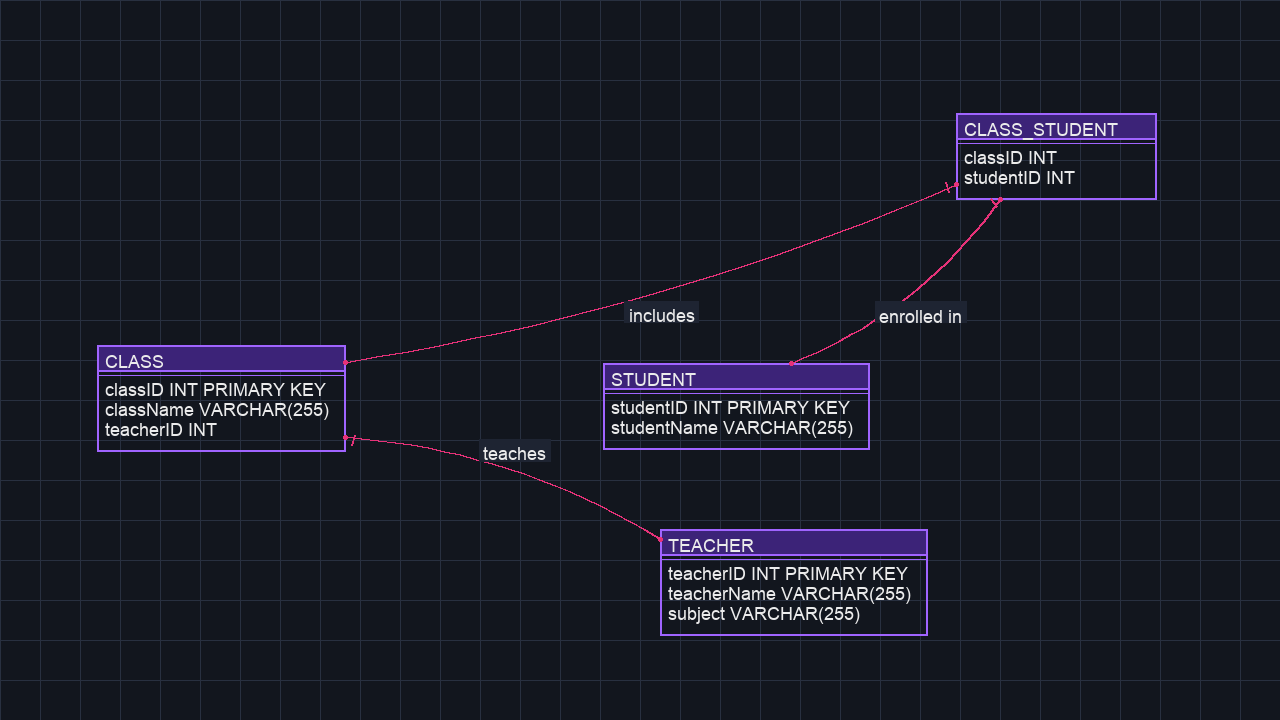 CLASS_STUDENT
classID INT
studentID INT
includes
enrolled in
CLASS
classID INT PRIMARY KEY
className VARCHAR(255)
teacherID INT
STUDENT
studentID INT PRIMARY KEY
studentName VARCHAR(255)
teaches
TEACHER
teacherID INT PRIMARY KEY
teacherName VARCHAR(255)
subject VARCHAR(255)